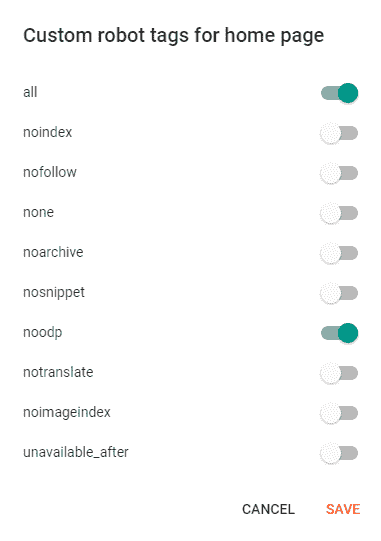 Custom robot tags for home page
all
noindex
nofollow
none
noarchive
nosnippet
noodp
notranslate
noimageindex
unavailable_after
CANCEL SAVE